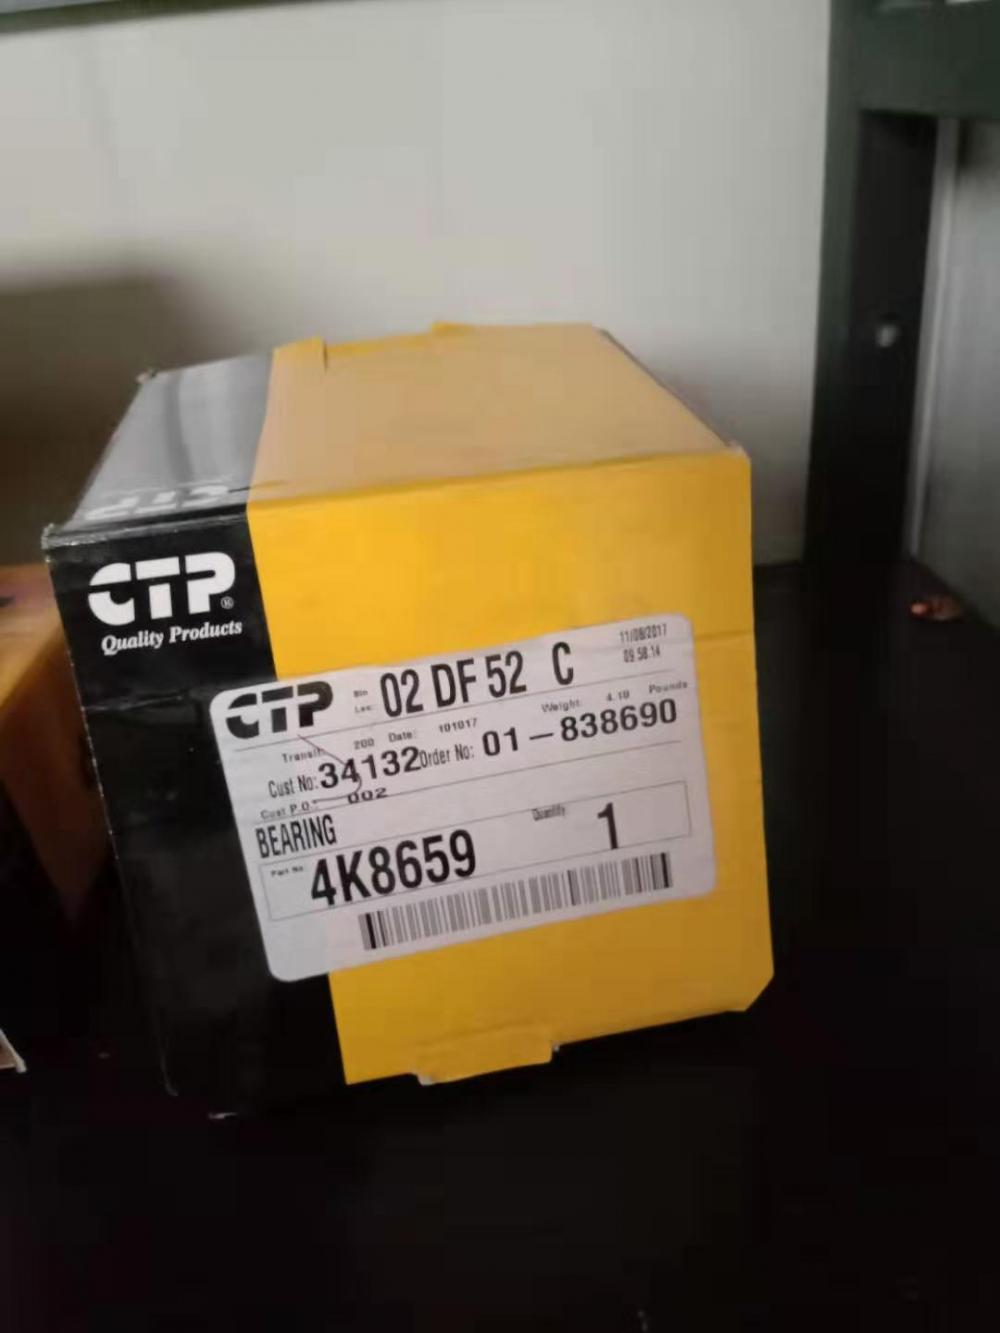 CTP
CTP®
Quality Products
11/08/2017
09.58.14
CTP Bin Loc: 02 DF 52 C
Transit: 200 Date: 101017 Weight: 4.10 Pounds
Cust No: 34132 Order No: 01-838690
Cust P.O.: 002
BEARING
Part No. 4K8659 Quantity 1